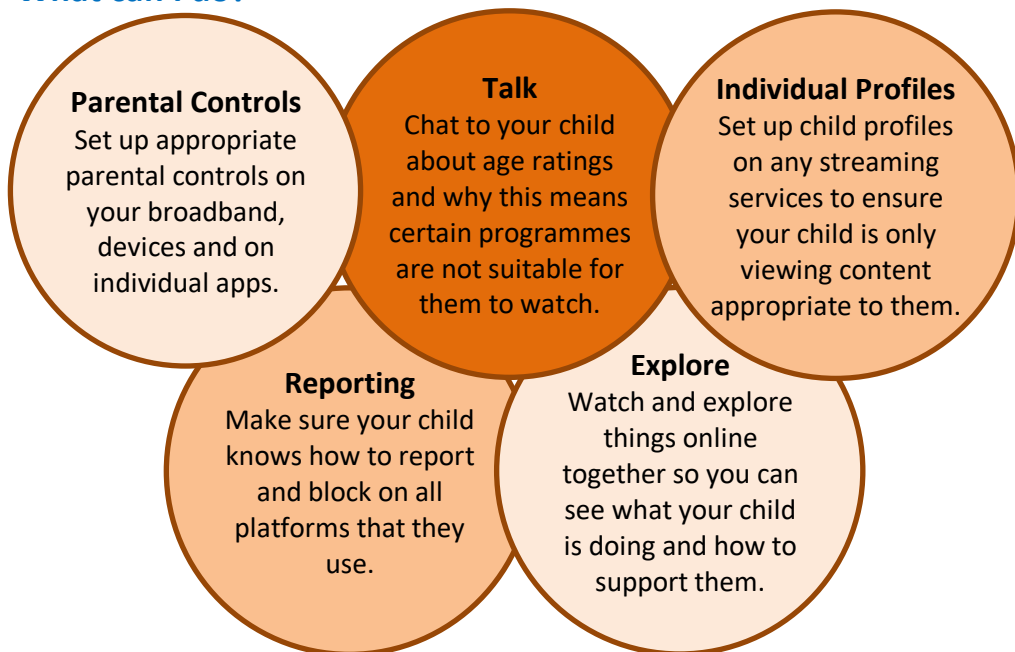 Parental Controls
Set up appropriate
parental controls on
your broadband,
devices and on
individual apps.
Talk
Chat to your child
about age ratings
and why this means
certain programmes
are not suitable for
them to watch.
Individual Profiles
Set up child profiles
on any streaming
services to ensure
your child is only
viewing content
appropriate to them.
Reporting
Make sure your child
knows how to report
and block on all
platforms that they
use.
Explore
Watch and explore
things online
together so you can
see what your child
is doing and how to
support them.